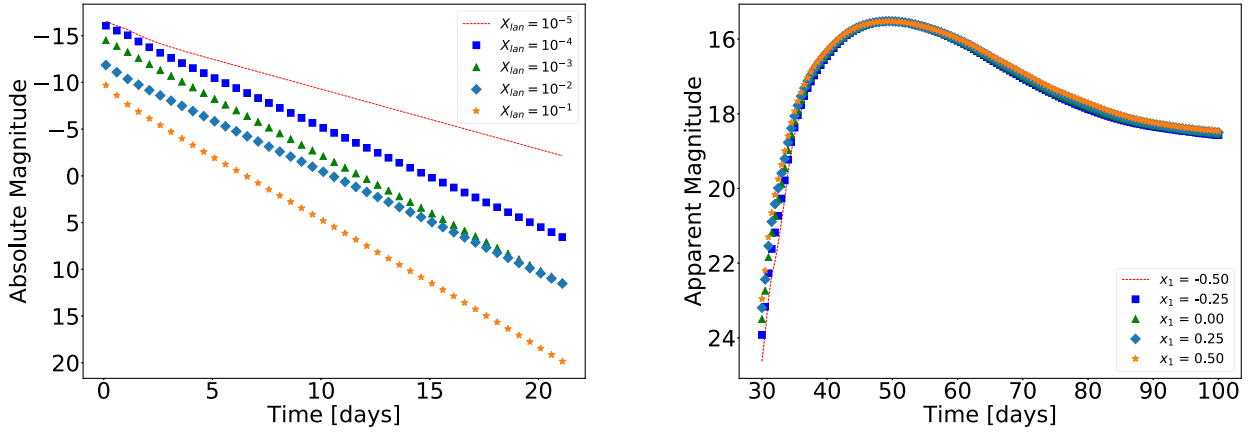 Absolute Magnitude
−15
−10
−5
0
5
10
15
20
0 5 10 15 20
Time [days]
X_{lan} = 10^{-5}
X_{lan} = 10^{-4}
X_{lan} = 10^{-3}
X_{lan} = 10^{-2}
X_{lan} = 10^{-1}
Apparent Magnitude
16
18
20
22
24
30 40 50 60 70 80 90 100
Time [days]
x_1 = -0.50
x_1 = -0.25
x_1 = 0.00
x_1 = 0.25
x_1 = 0.50